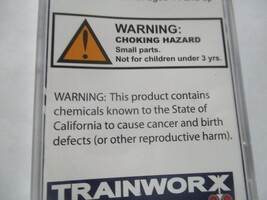 WARNING:
CHOKING HAZARD
Small parts.
Not for children under 3 yrs.
WARNING: This product contains
chemicals known to the State of
California to cause cancer and birth
defects (or other reproductive harm).
TRAINWORX